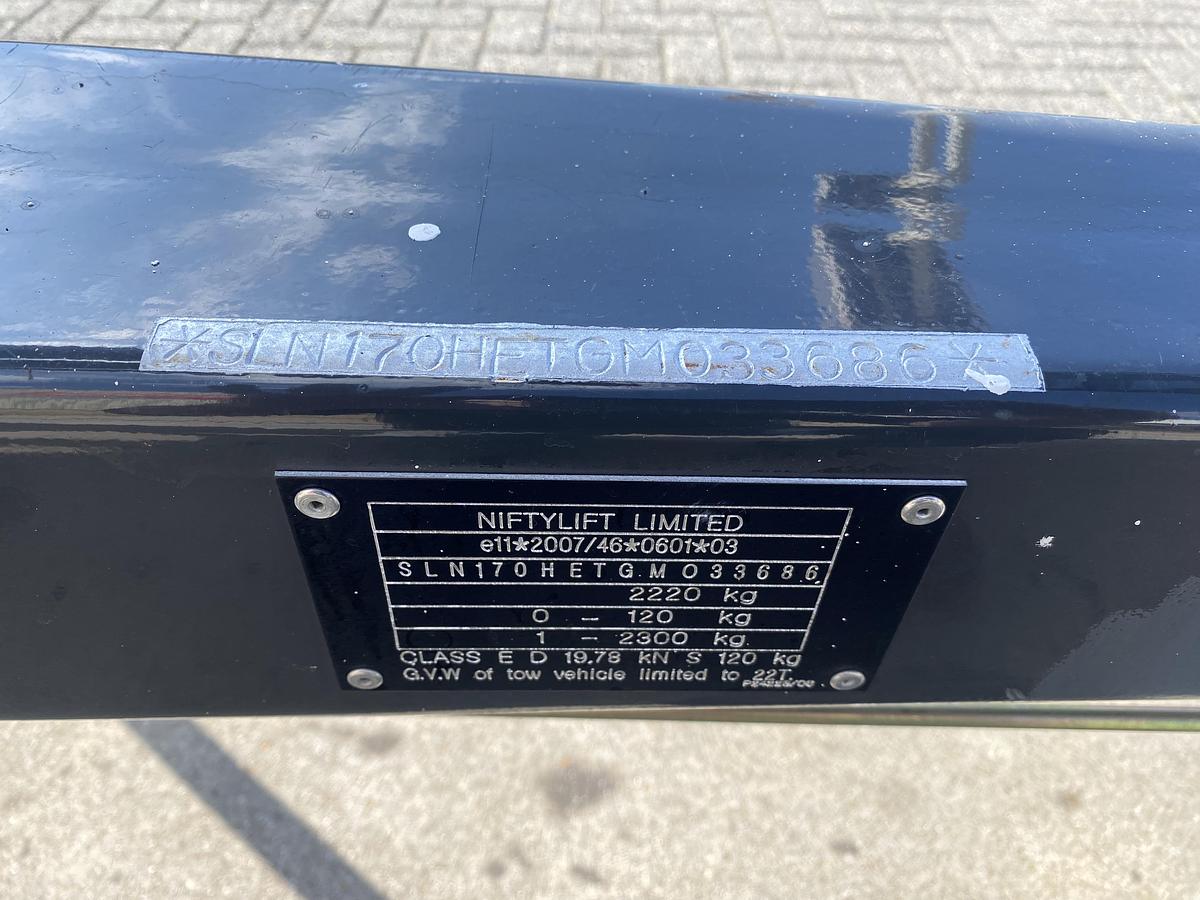 *SLN170HETGM033686*
NIFTYLIFT LIMITED
e11*2007/46*0601*03
SLN170HETGM033686
2220 kg
0 - 120 kg
1 - 2300 kg
CLASS E D 19.78 kN S 120 kg
G.V.W of tow vehicle limited to 22T.